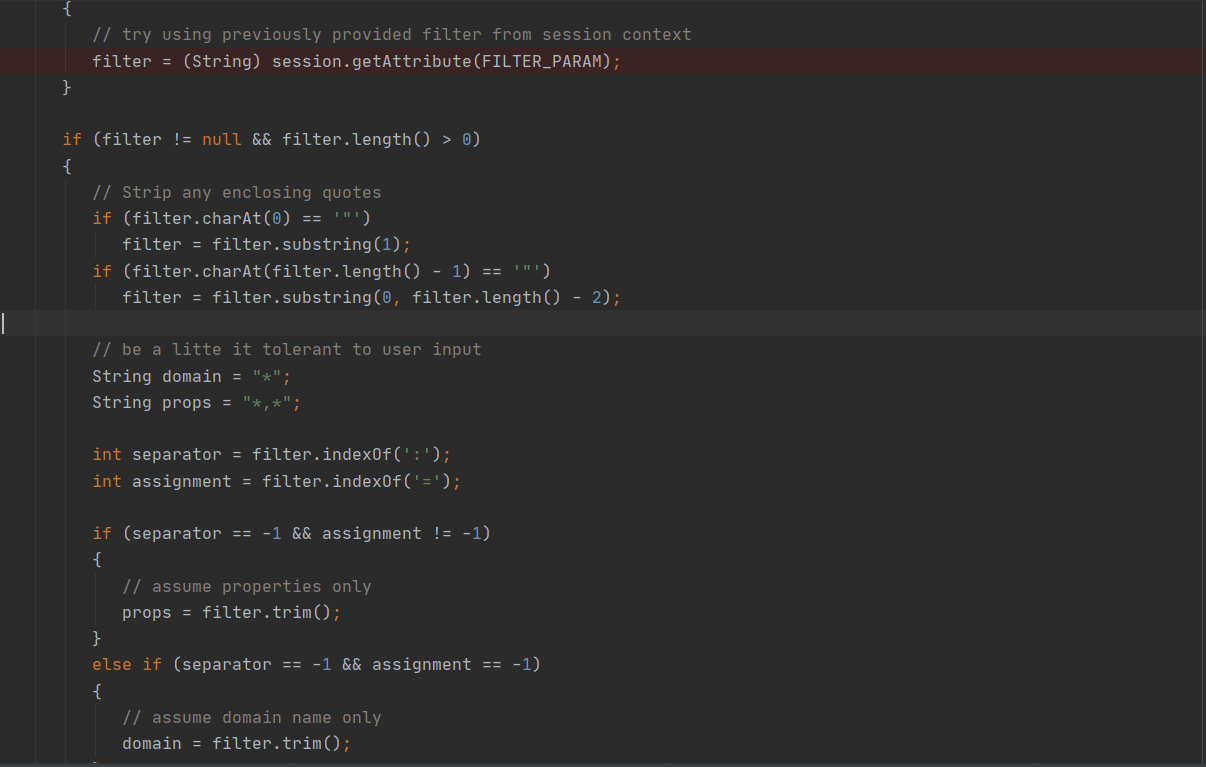 {
// try using previously provided filter from session context
filter = (String) session.getAttribute(FILTER_PARAM);
}
if (filter != null && filter.length() > 0)
{
// Strip any enclosing quotes
if (filter.charAt(0) == '"')
filter = filter.substring(1);
if (filter.charAt(filter.length() - 1) == '"')
filter = filter.substring(0, filter.length() - 2);
// be a litte it tolerant to user input
String domain = "*";
String props = "*,*";
int separator = filter.indexOf(':');
int assignment = filter.indexOf('=');
if (separator == -1 && assignment != -1)
{
// assume properties only
props = filter.trim();
}
else if (separator == -1 && assignment == -1)
{
// assume domain name only
domain = filter.trim();